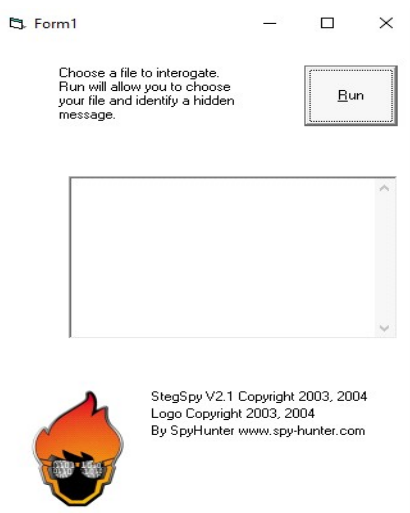 Form1
Choose a file to interogate.
Run will allow you to choose
your file and identify a hidden
message.
Run
StegSpy V2.1 Copyright 2003, 2004
Logo Copyright 2003, 2004
By SpyHunter www.spy-hunter.com